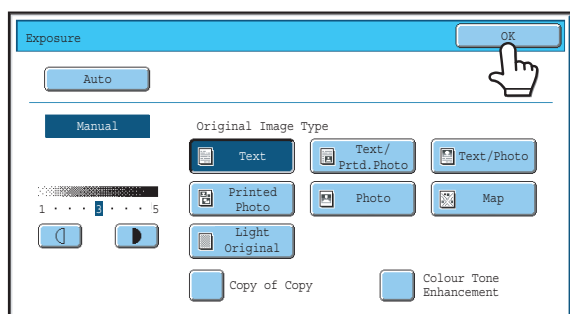 Exposure
OK
Auto
Manual
Original Image Type
Text
Text/
Prtd.Photo
Text/Photo
Printed
Photo
Photo
Map
1 · · · 3 · · · 5
Light
Original
Copy of Copy
Colour Tone
Enhancement